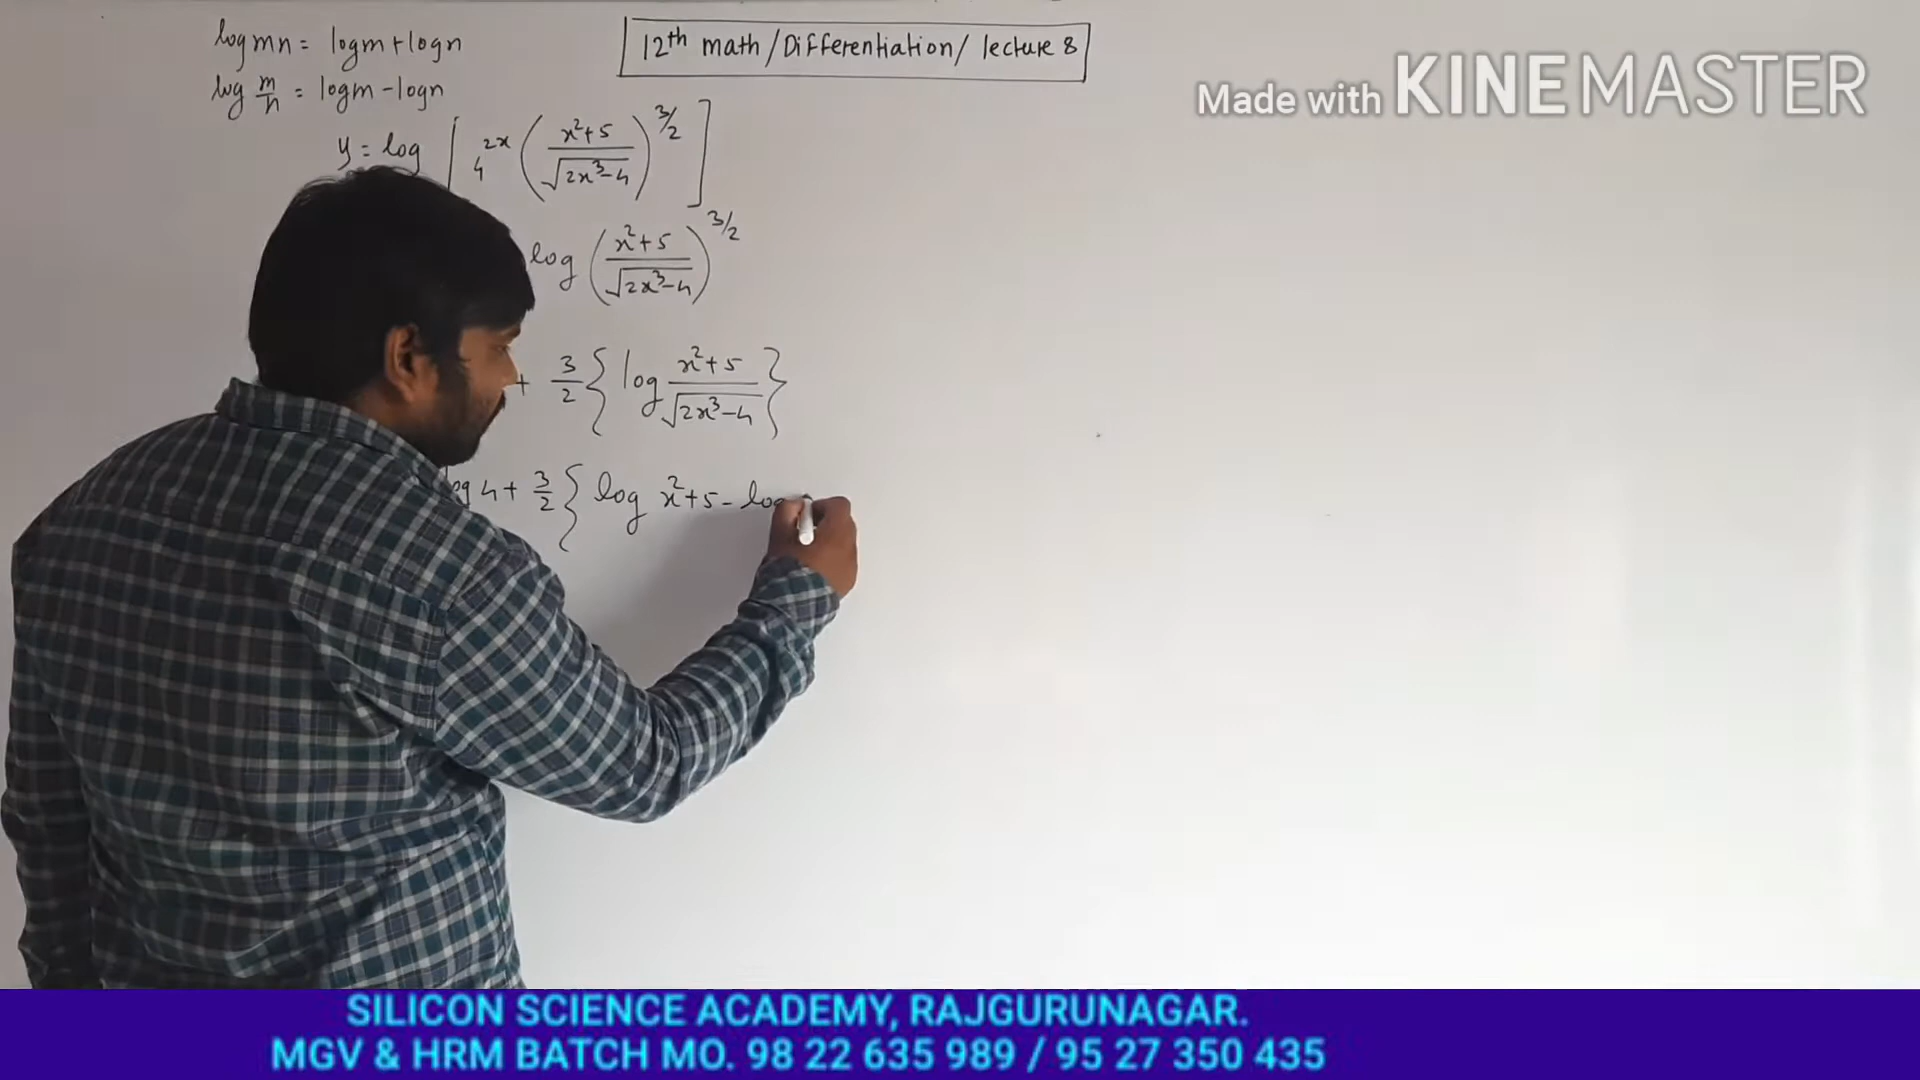 log mn = logm + logn
12th math / Differentiation / lecture 8
log m/n = logm - logn
Made with KINEMASTER
y = log [ 4^2x ( x²+5 / √2x³-4 )^3/2 ]
log ( x²+5 / √2x³-4 )^3/2
+ 3/2 { log x²+5 / √2x³-4 }
4 + 3/2 { log x²+5 - log
SILICON SCIENCE ACADEMY, RAJGURUNAGAR.
MGV & HRM BATCH MO. 98 22 635 989 / 95 27 350 435